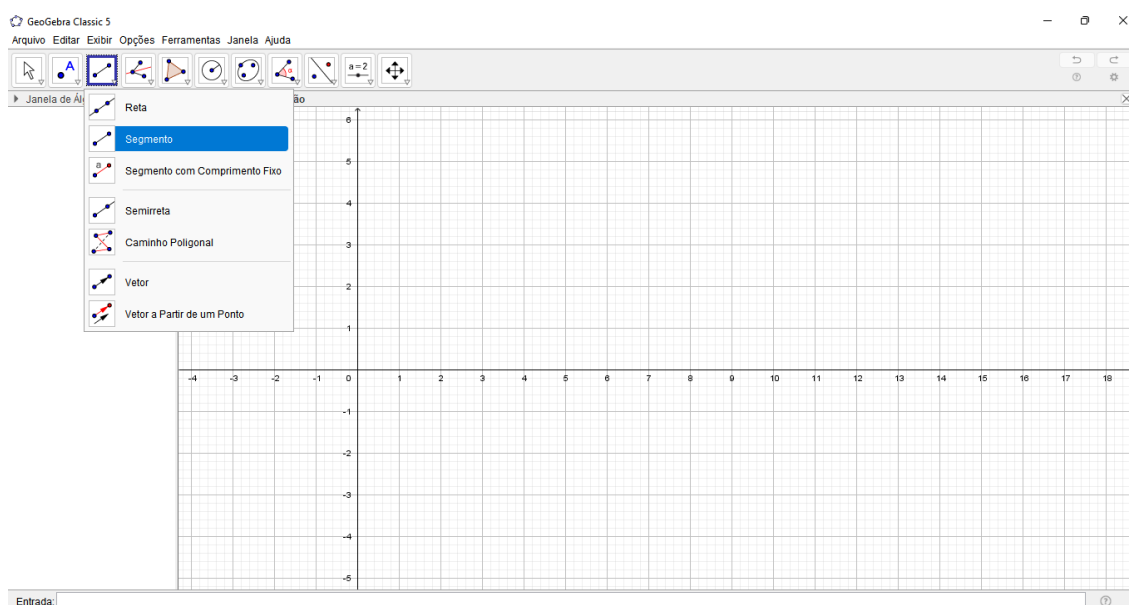 GeoGebra Classic 5
Arquivo Editar Exibir Opções Ferramentas Janela Ajuda
A
a=2
Janela de Ál
ão
Reta
Segmento
a
Segmento com Comprimento Fixo
Semirreta
Caminho Poligonal
Vetor
Vetor a Partir de um Ponto
6
5
4
3
2
1
-4 -3 -2 -1 0 1 2 3 4 5 6 7 8 9 10 11 12 13 14 15 16 17 18
-1
-2
-3
-4
-5
Entrada: